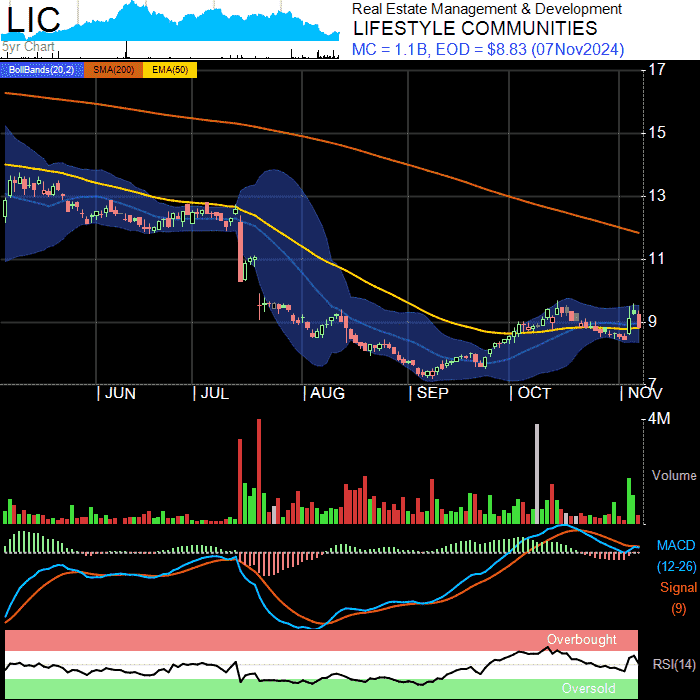 LIC
5yr Chart
Real Estate Management & Development
LIFESTYLE COMMUNITIES
MC = 1.1B, EOD = $8.83 (07Nov2024)
BollBands(20,2) SMA(200) EMA(50)
17
15
13
11
9
7
JUN JUL AUG SEP OCT NOV
4M
Volume
MACD
(12-26)
Signal
(9)
Overbought
RSI(14)
Oversold